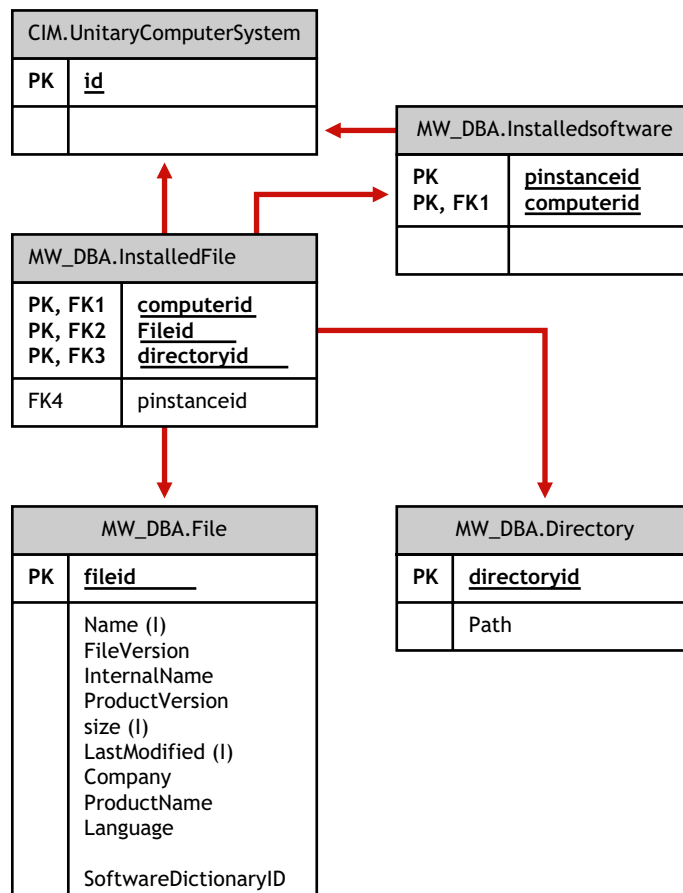 CIM.UnitaryComputerSystem
PK id
MW_DBA.Installedsoftware
PK pinstanceid
PK, FK1 computerid
MW_DBA.InstalledFile
PK, FK1 computerid
PK, FK2 Fileid
PK, FK3 directoryid
FK4 pinstanceid
MW_DBA.File
PK fileid
Name (I)
FileVersion
InternalName
ProductVersion
size (I)
LastModified (I)
Company
ProductName
Language
SoftwareDictionaryID
MW_DBA.Directory
PK directoryid
Path